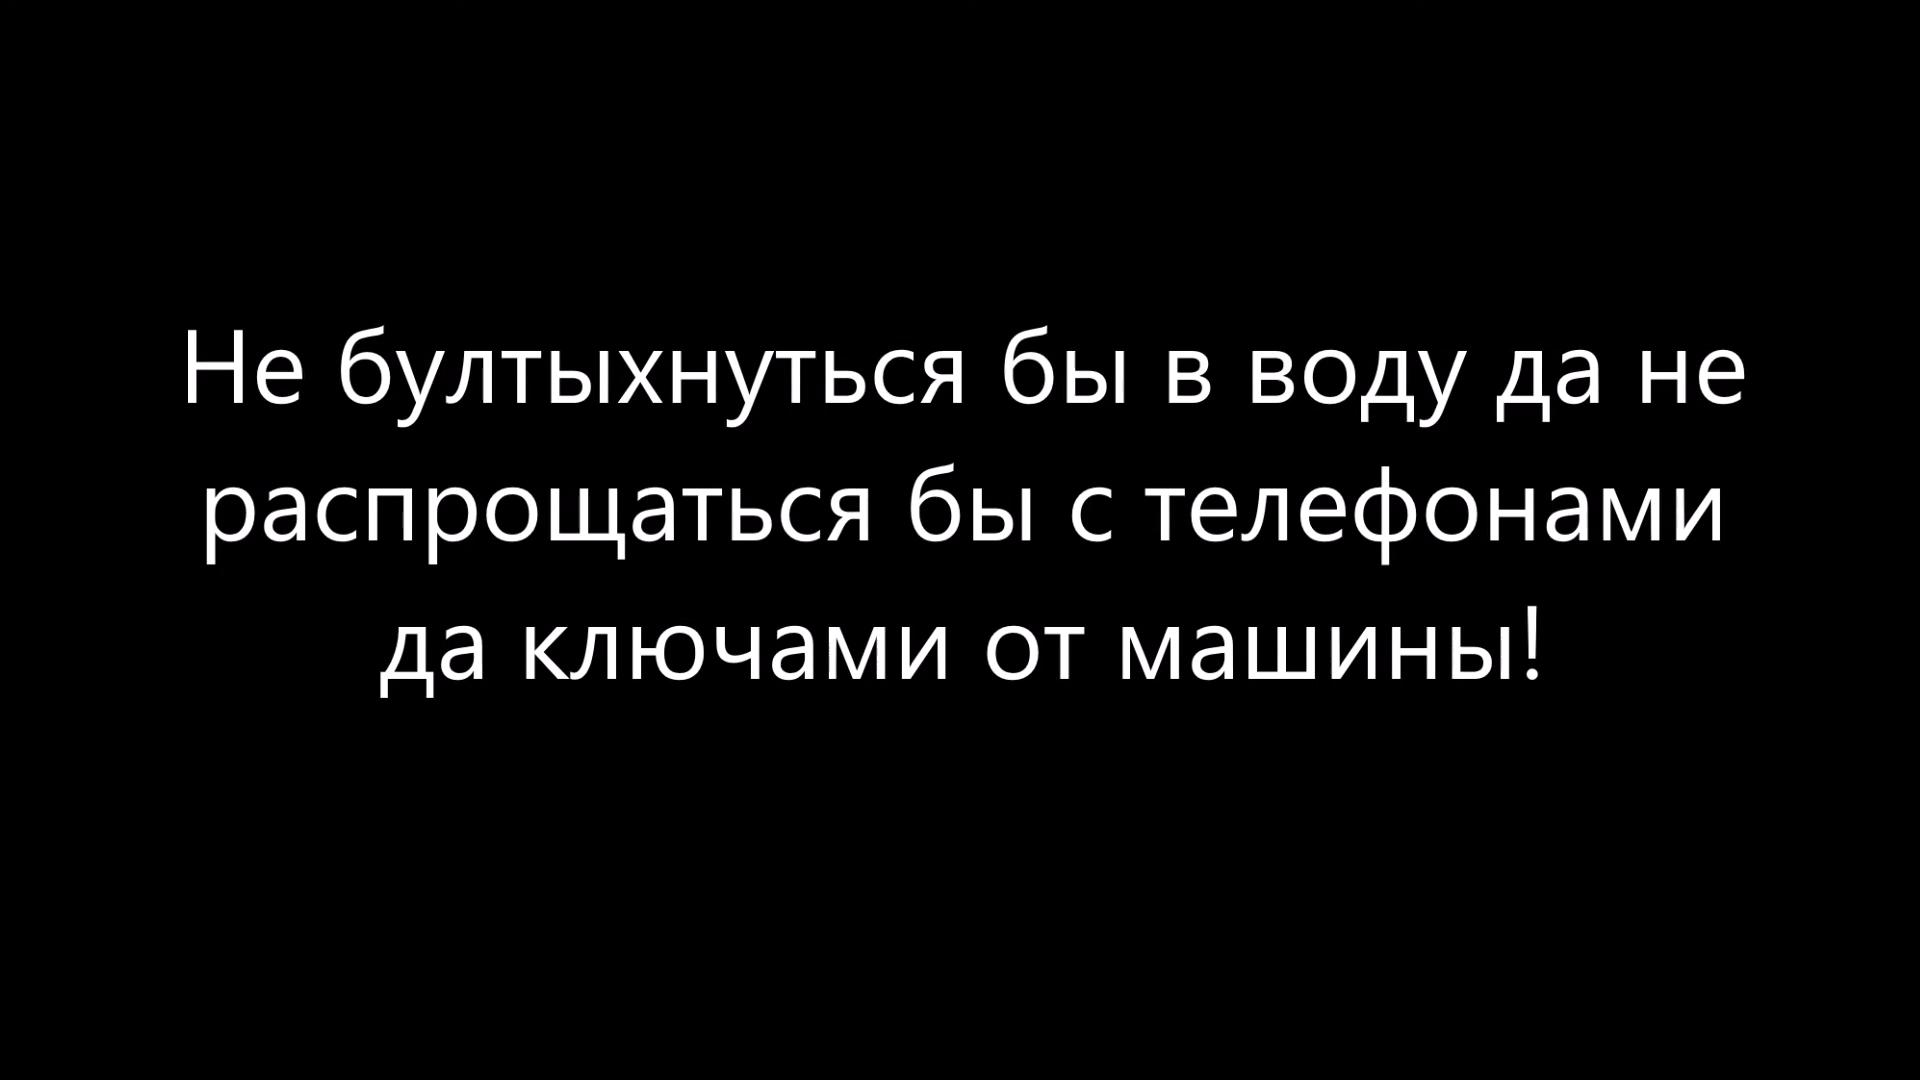 Не бултыхнуться бы в воду да не
распрощаться бы с телефонами
да ключами от машины!